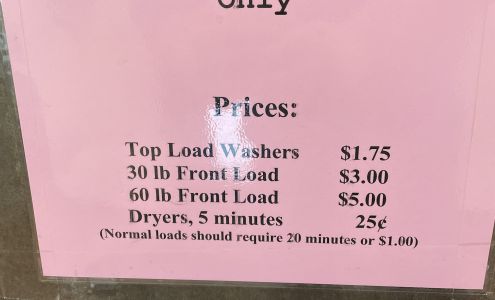 Only
Prices:
Top Load Washers $1.75
30 lb Front Load $3.00
60 lb Front Load $5.00
Dryers, 5 minutes 25¢
(Normal loads should require 20 minutes or $1.00)